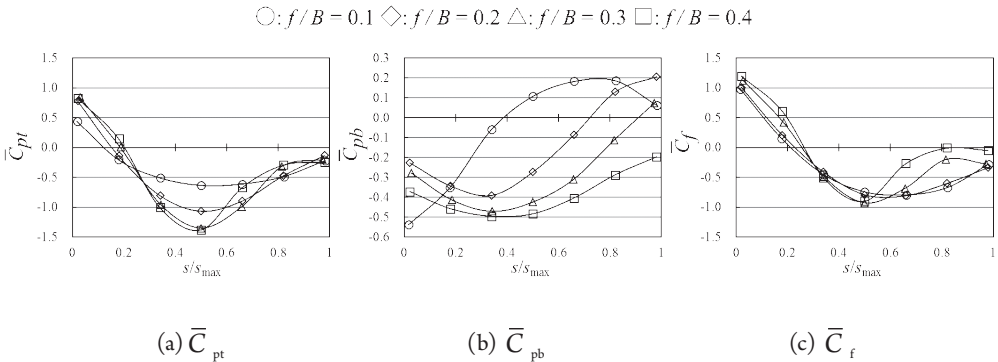 ○: f/B = 0.1 ◇: f/B = 0.2 △: f/B = 0.3 □: f/B = 0.4
1.5
1.0
0.5
0.0
-0.5
-1.0
-1.5
C̅pt
0 0.2 0.4 0.6 0.8 1
s/smax
0.3
0.2
0.1
0.0
-0.1
-0.2
-0.3
-0.4
-0.5
-0.6
C̅pb
0 0.2 0.4 0.6 0.8 1
s/smax
1.5
1.0
0.5
0.0
-0.5
-1.0
-1.5
C̅f
0 0.2 0.4 0.6 0.8 1
s/smax
(a) C̅ pt
(b) C̅ pb
(c) C̅ f